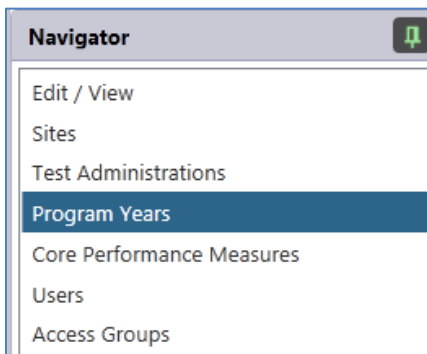 Navigator
Edit / View
Sites
Test Administrations
Program Years
Core Performance Measures
Users
Access Groups